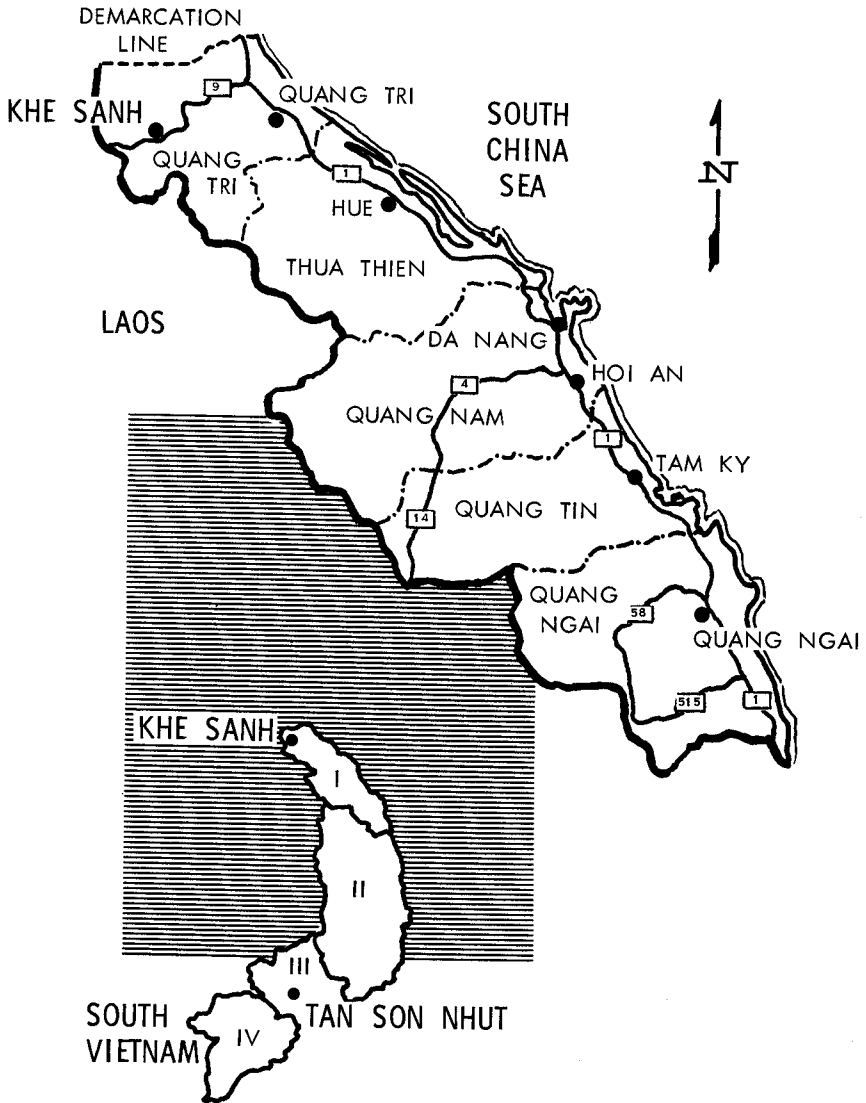 DEMARCATION
LINE
9
QUANG TRI
KHE SANH
SOUTH
CHINA
SEA
QUANG
TRI
1
N
HUE
THUA THIEN
LAOS
DA NANG
HOI AN
4
QUANG NAM
1
TAM KY
14
QUANG TIN
QUANG
NGAI
58
QUANG NGAI
515
1
KHE SANH
I
II
III
SOUTH
VIETNAM
TAN SON NHUT
IV